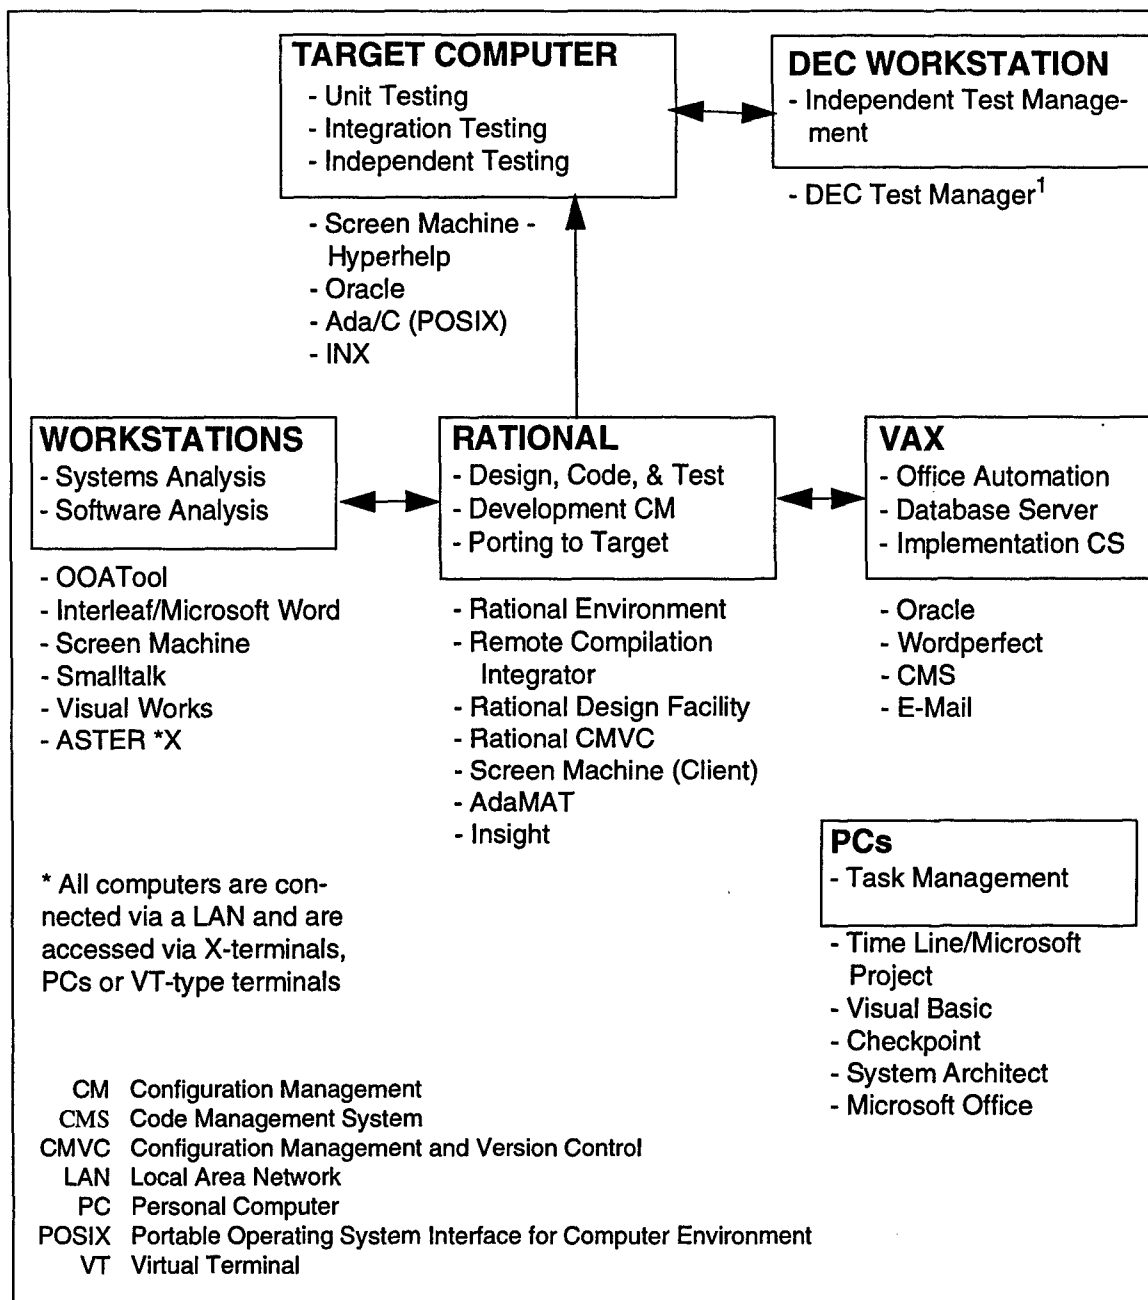 TARGET COMPUTER
- Unit Testing
- Integration Testing
- Independent Testing
- Screen Machine -
Hyperhelp
- Oracle
- Ada/C (POSIX)
- INX
DEC WORKSTATION
- Independent Test Manage-
ment
- DEC Test Manager¹
WORKSTATIONS
- Systems Analysis
- Software Analysis
- OOATool
- Interleaf/Microsoft Word
- Screen Machine
- Smalltalk
- Visual Works
- ASTER *X
RATIONAL
- Design, Code, & Test
- Development CM
- Porting to Target
- Rational Environment
- Remote Compilation
Integrator
- Rational Design Facility
- Rational CMVC
- Screen Machine (Client)
- AdaMAT
- Insight
VAX
- Office Automation
- Database Server
- Implementation CS
- Oracle
- Wordperfect
- CMS
- E-Mail
PCs
- Task Management
- Time Line/Microsoft
Project
- Visual Basic
- Checkpoint
- System Architect
- Microsoft Office
* All computers are con-
nected via a LAN and are
accessed via X-terminals,
PCs or VT-type terminals
CM Configuration Management
CMS Code Management System
CMVC Configuration Management and Version Control
LAN Local Area Network
PC Personal Computer
POSIX Portable Operating System Interface for Computer Environment
VT Virtual Terminal